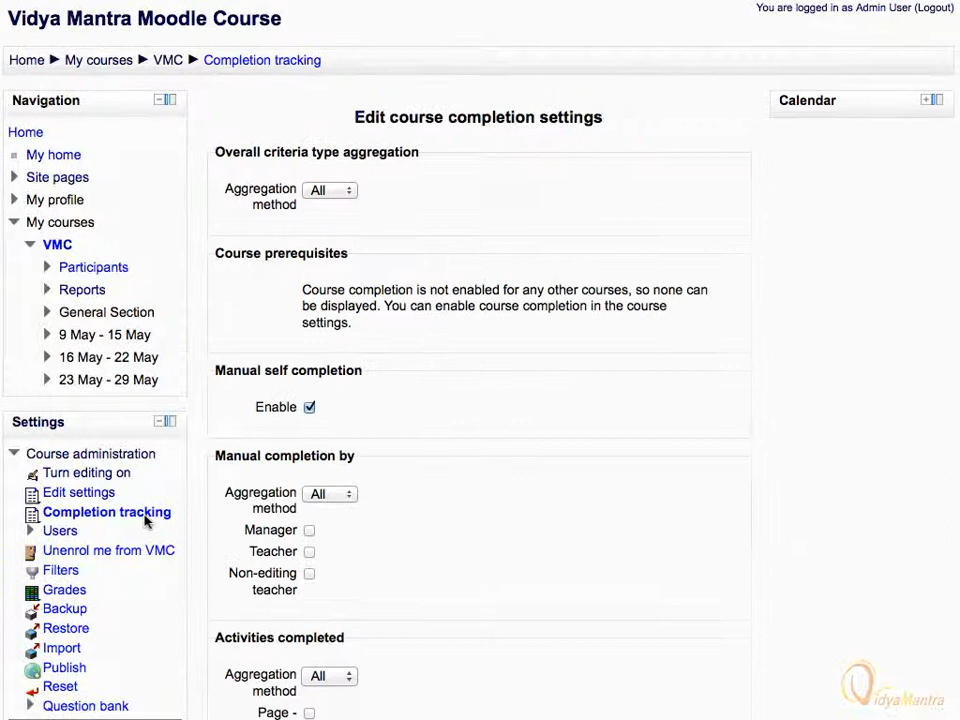 Vidya Mantra Moodle Course
You are logged in as Admin User (Logout)
Home ► My courses ► VMC ► Completion tracking
Navigation
Home
My home
Site pages
My profile
My courses
VMC
Participants
Reports
General Section
9 May - 15 May
16 May - 22 May
23 May - 29 May
Settings
Course administration
Turn editing on
Edit settings
Completion tracking
Users
Unenrol me from VMC
Filters
Grades
Backup
Restore
Import
Publish
Reset
Question bank
Edit course completion settings
Overall criteria type aggregation
Aggregation
method
All
Course prerequisites
Course completion is not enabled for any other courses, so none can
be displayed. You can enable course completion in the course
settings.
Manual self completion
Enable
Manual completion by
Aggregation
method
All
Manager
Teacher
Non-editing
teacher
Activities completed
Aggregation
method
All
Page -
Calendar
VidyaMantra